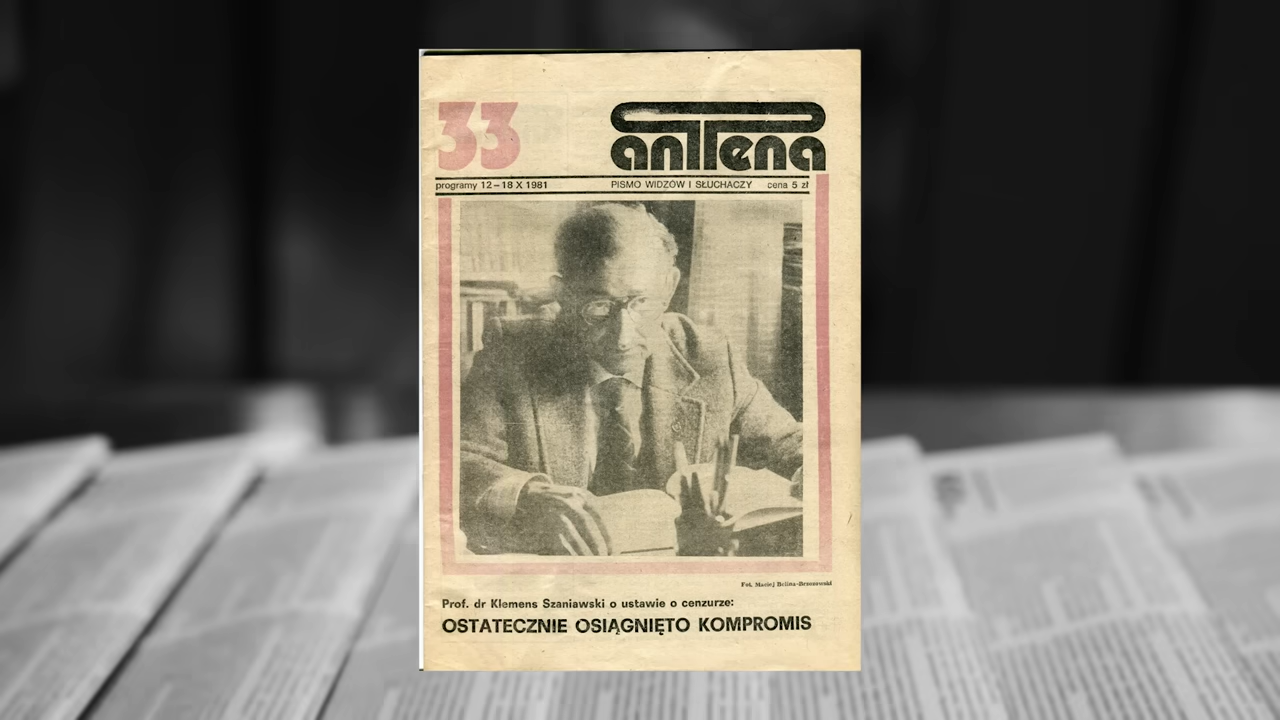 33
antena
programy 12–18 X 1981 PISMO WIDZÓW I SŁUCHACZY cena 5 zł
Fot. Maciej Belina-Brzozowski
Prof. dr Klemens Szaniawski o ustawie o cenzurze:
OSTATECZNIE OSIĄGNIĘTO KOMPROMIS